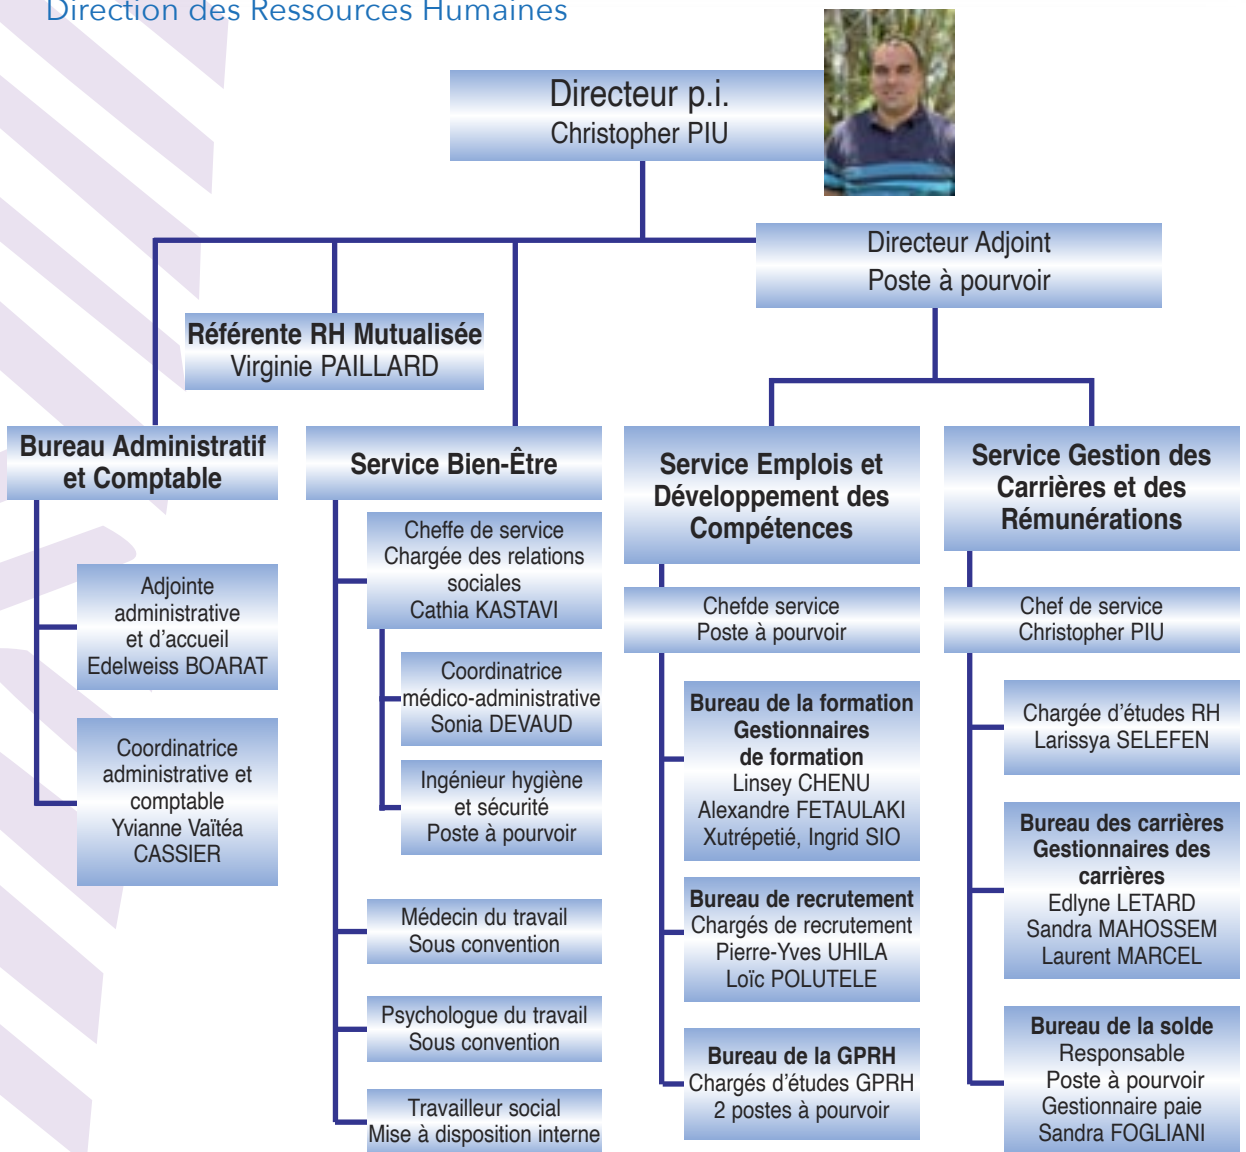 Direction des Ressources Humaines
Directeur p.i.
Christopher PIU
Directeur Adjoint
Poste à pourvoir
Référente RH Mutualisée
Virginie PAILLARD
Bureau Administratif
et Comptable
Adjointe
administrative
et d'accueil
Edelweiss BOARAT
Coordinatrice
administrative et
comptable
Yvianne Vaïtéa
CASSIER
Service Bien-Être
Cheffe de service
Chargée des relations
sociales
Cathia KASTAVI
Coordinatrice
médico-administrative
Sonia DEVAUD
Ingénieur hygiène
et sécurité
Poste à pourvoir
Médecin du travail
Sous convention
Psychologue du travail
Sous convention
Travailleur social
Mise à disposition interne
Service Emplois et
Développement des
Compétences
Chefde service
Poste à pourvoir
Bureau de la formation
Gestionnaires
de formation
Linsey CHENU
Alexandre FETAULAKI
Xutrépetié, Ingrid SIO
Bureau de recrutement
Chargés de recrutement
Pierre-Yves UHILA
Loïc POLUTELE
Bureau de la GPRH
Chargés d'études GPRH
2 postes à pourvoir
Service Gestion des
Carrières et des
Rémunérations
Chef de service
Christopher PIU
Chargée d'études RH
Larissya SELEFEN
Bureau des carrières
Gestionnaires des
carrières
Edlyne LETARD
Sandra MAHOSSEM
Laurent MARCEL
Bureau de la solde
Responsable
Poste à pourvoir
Gestionnaire paie
Sandra FOGLIANI